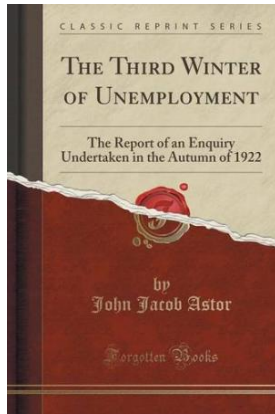 CLASSIC REPRINT SERIES
THE THIRD WINTER
OF UNEMPLOYMENT
The Report of an Enquiry
Undertaken in the Autumn of 1922
by
John Jacob Astor
Forgotten Books